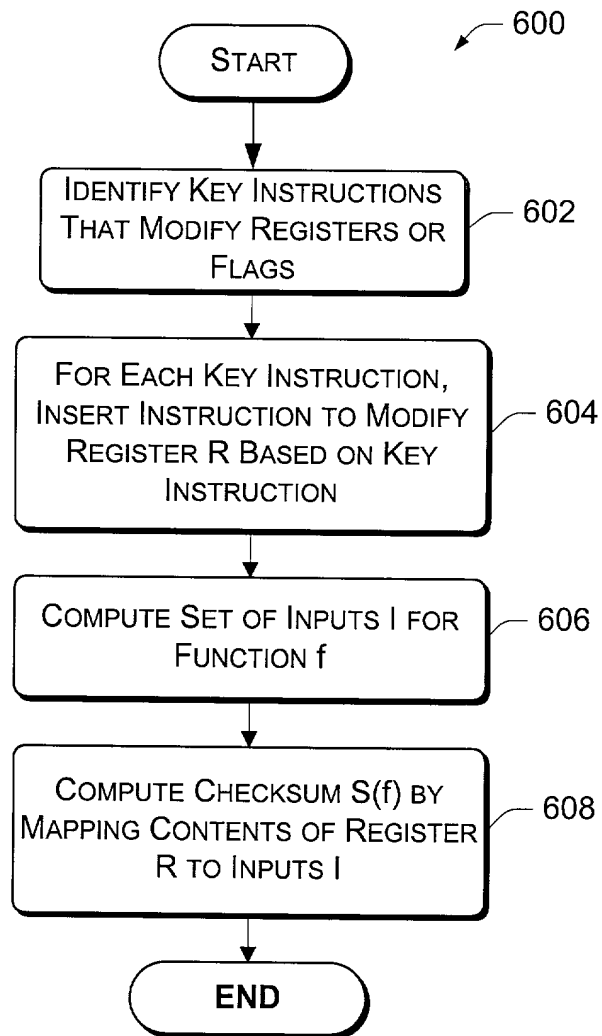 START
600
IDENTIFY KEY INSTRUCTIONS
THAT MODIFY REGISTERS OR
FLAGS
602
FOR EACH KEY INSTRUCTION,
INSERT INSTRUCTION TO MODIFY
REGISTER R BASED ON KEY
INSTRUCTION
604
COMPUTE SET OF INPUTS I FOR
FUNCTION f
606
COMPUTE CHECKSUM S(f) BY
MAPPING CONTENTS OF REGISTER
R TO INPUTS I
608
END